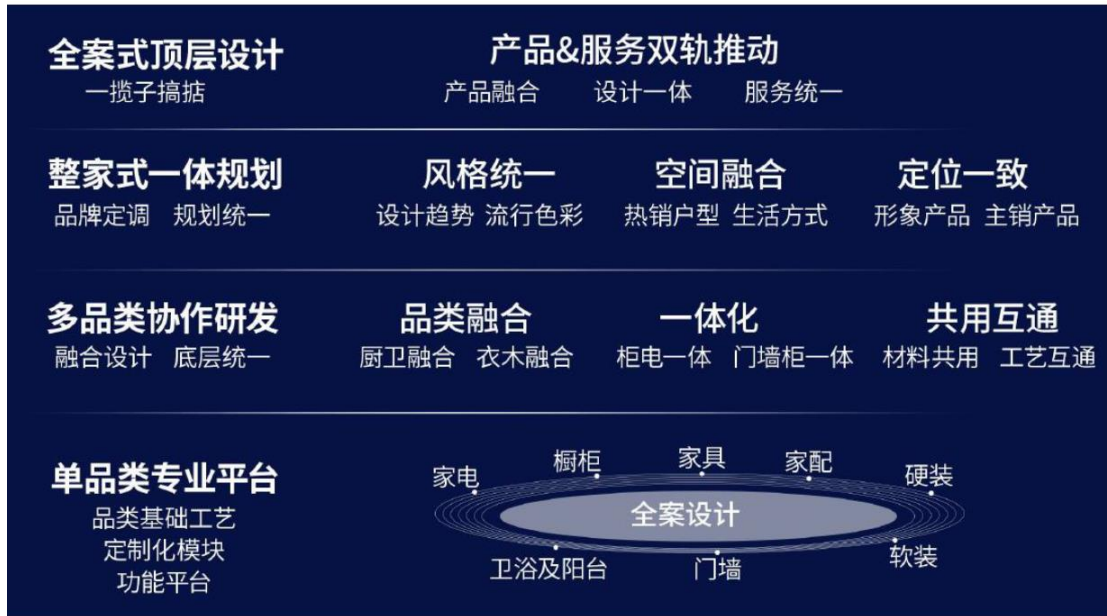 全案式顶层设计
一揽子搞掂
产品&服务双轨推动
产品融合 设计一体 服务统一
整家式一体规划
品牌定调 规划统一
风格统一 空间融合 定位一致
设计趋势 流行色彩 热销户型 生活方式 形象产品 主销产品
多品类协作研发
融合设计 底层统一
品类融合 一体化 共用互通
厨卫融合 衣木融合 柜电一体 门墙柜一体 材料共用 工艺互通
单品类专业平台
品类基础工艺
定制化模块
功能平台
家电 橱柜 家具 家配 硬装
全案设计
卫浴及阳台 门墙 软装